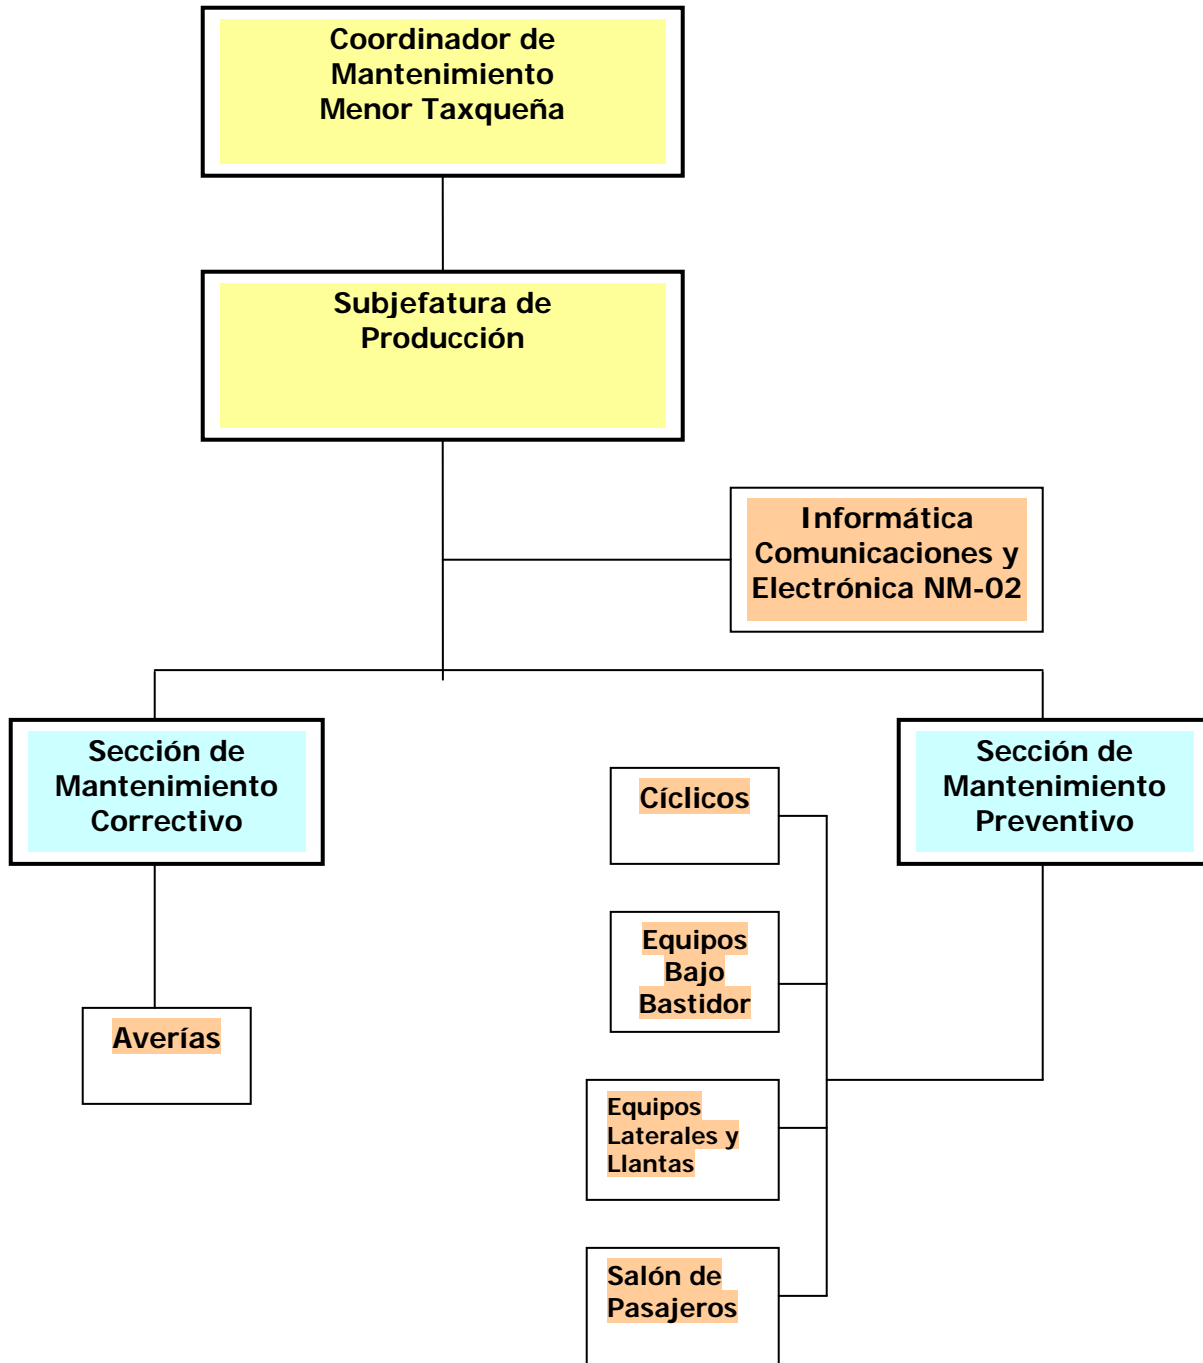 Coordinador de
Mantenimiento
Menor Taxqueña
Subjefatura de
Producción
Informática
Comunicaciones y
Electrónica NM-02
Sección de
Mantenimiento
Correctivo
Sección de
Mantenimiento
Preventivo
Cíclicos
Equipos
Bajo
Bastidor
Averías
Equipos
Laterales y
Llantas
Salón de
Pasajeros